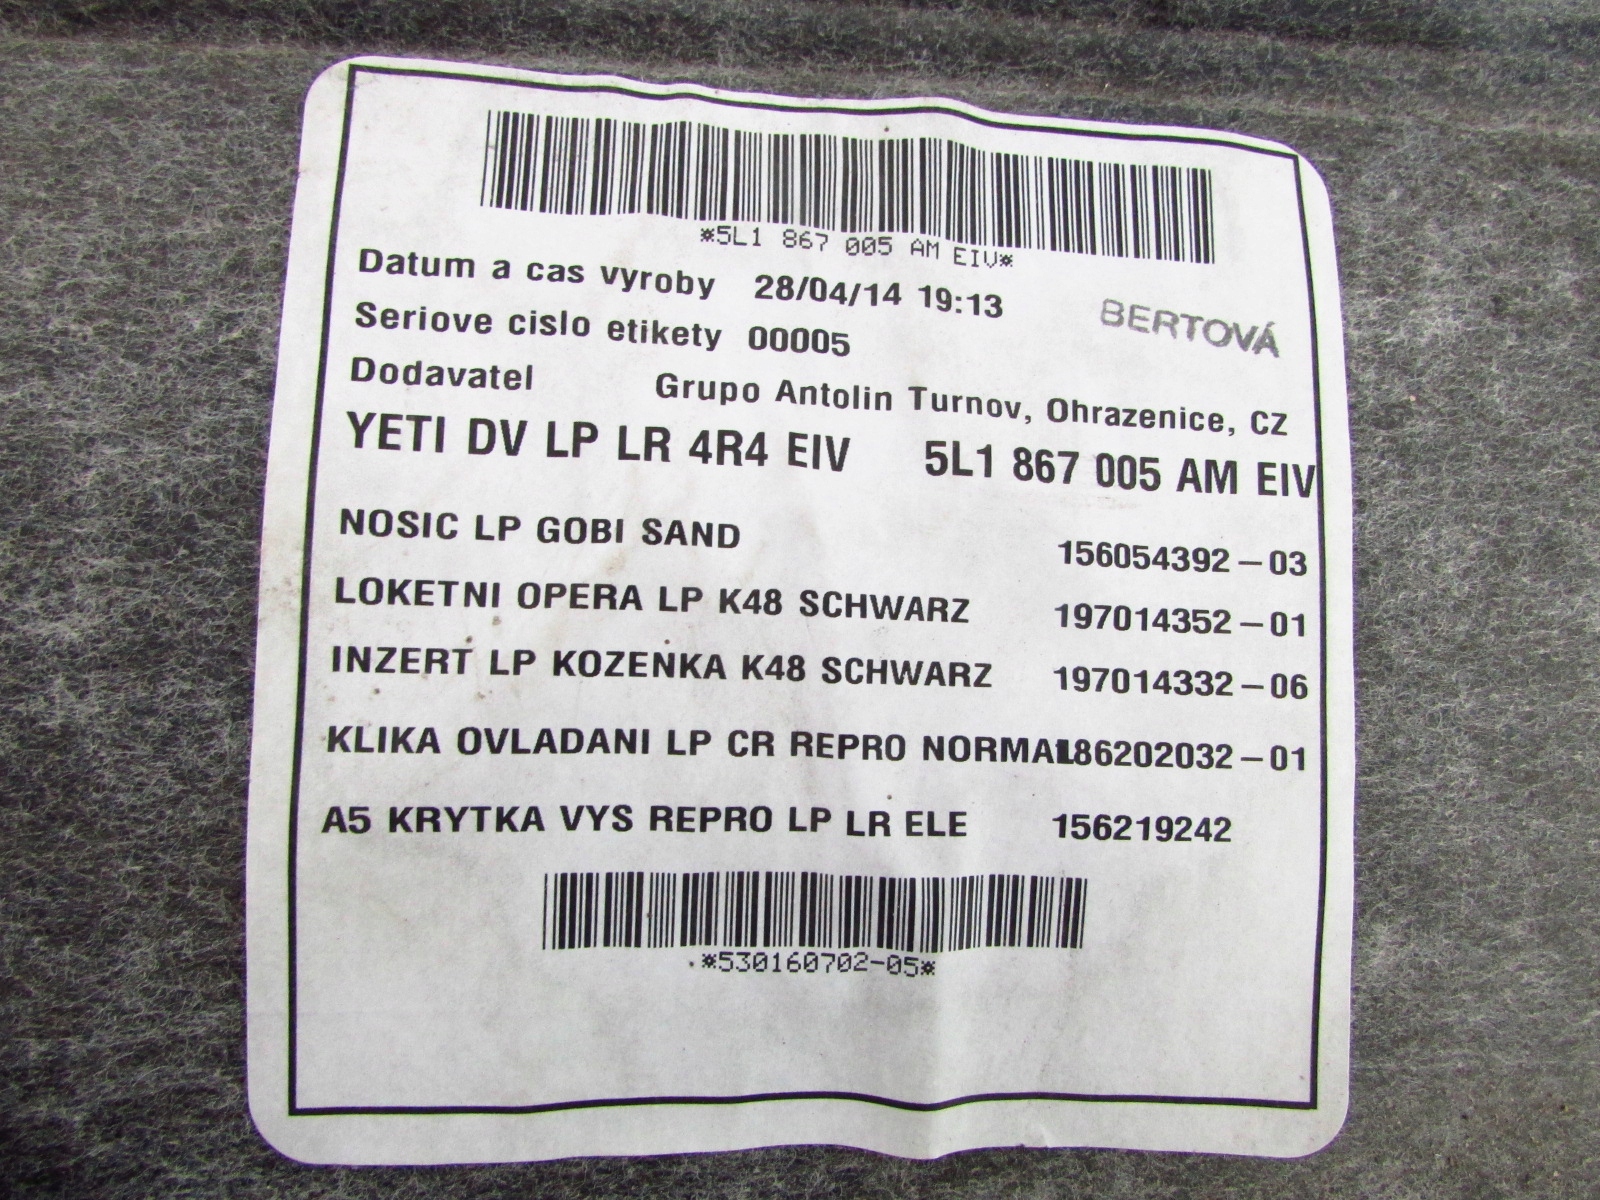 *5L1 867 005 AM EIV*
Datum a cas vyroby 28/04/14 19:13
BERTOVÁ
Seriove cislo etikety 00005
Dodavatel Grupo Antolin Turnov, Ohrazenice, CZ
YETI DV LP LR 4R4 EIV 5L1 867 005 AM EIV
NOSIC LP GOBI SAND 156054392-03
LOKETNI OPERA LP K48 SCHWARZ 197014352-01
INZERT LP KOZENKA K48 SCHWARZ 197014332-06
KLIKA OVLADANI LP CR REPRO NORMAL 186202032-01
A5 KRYTKA VYS REPRO LP LR ELE 156219242
*530160702-05*